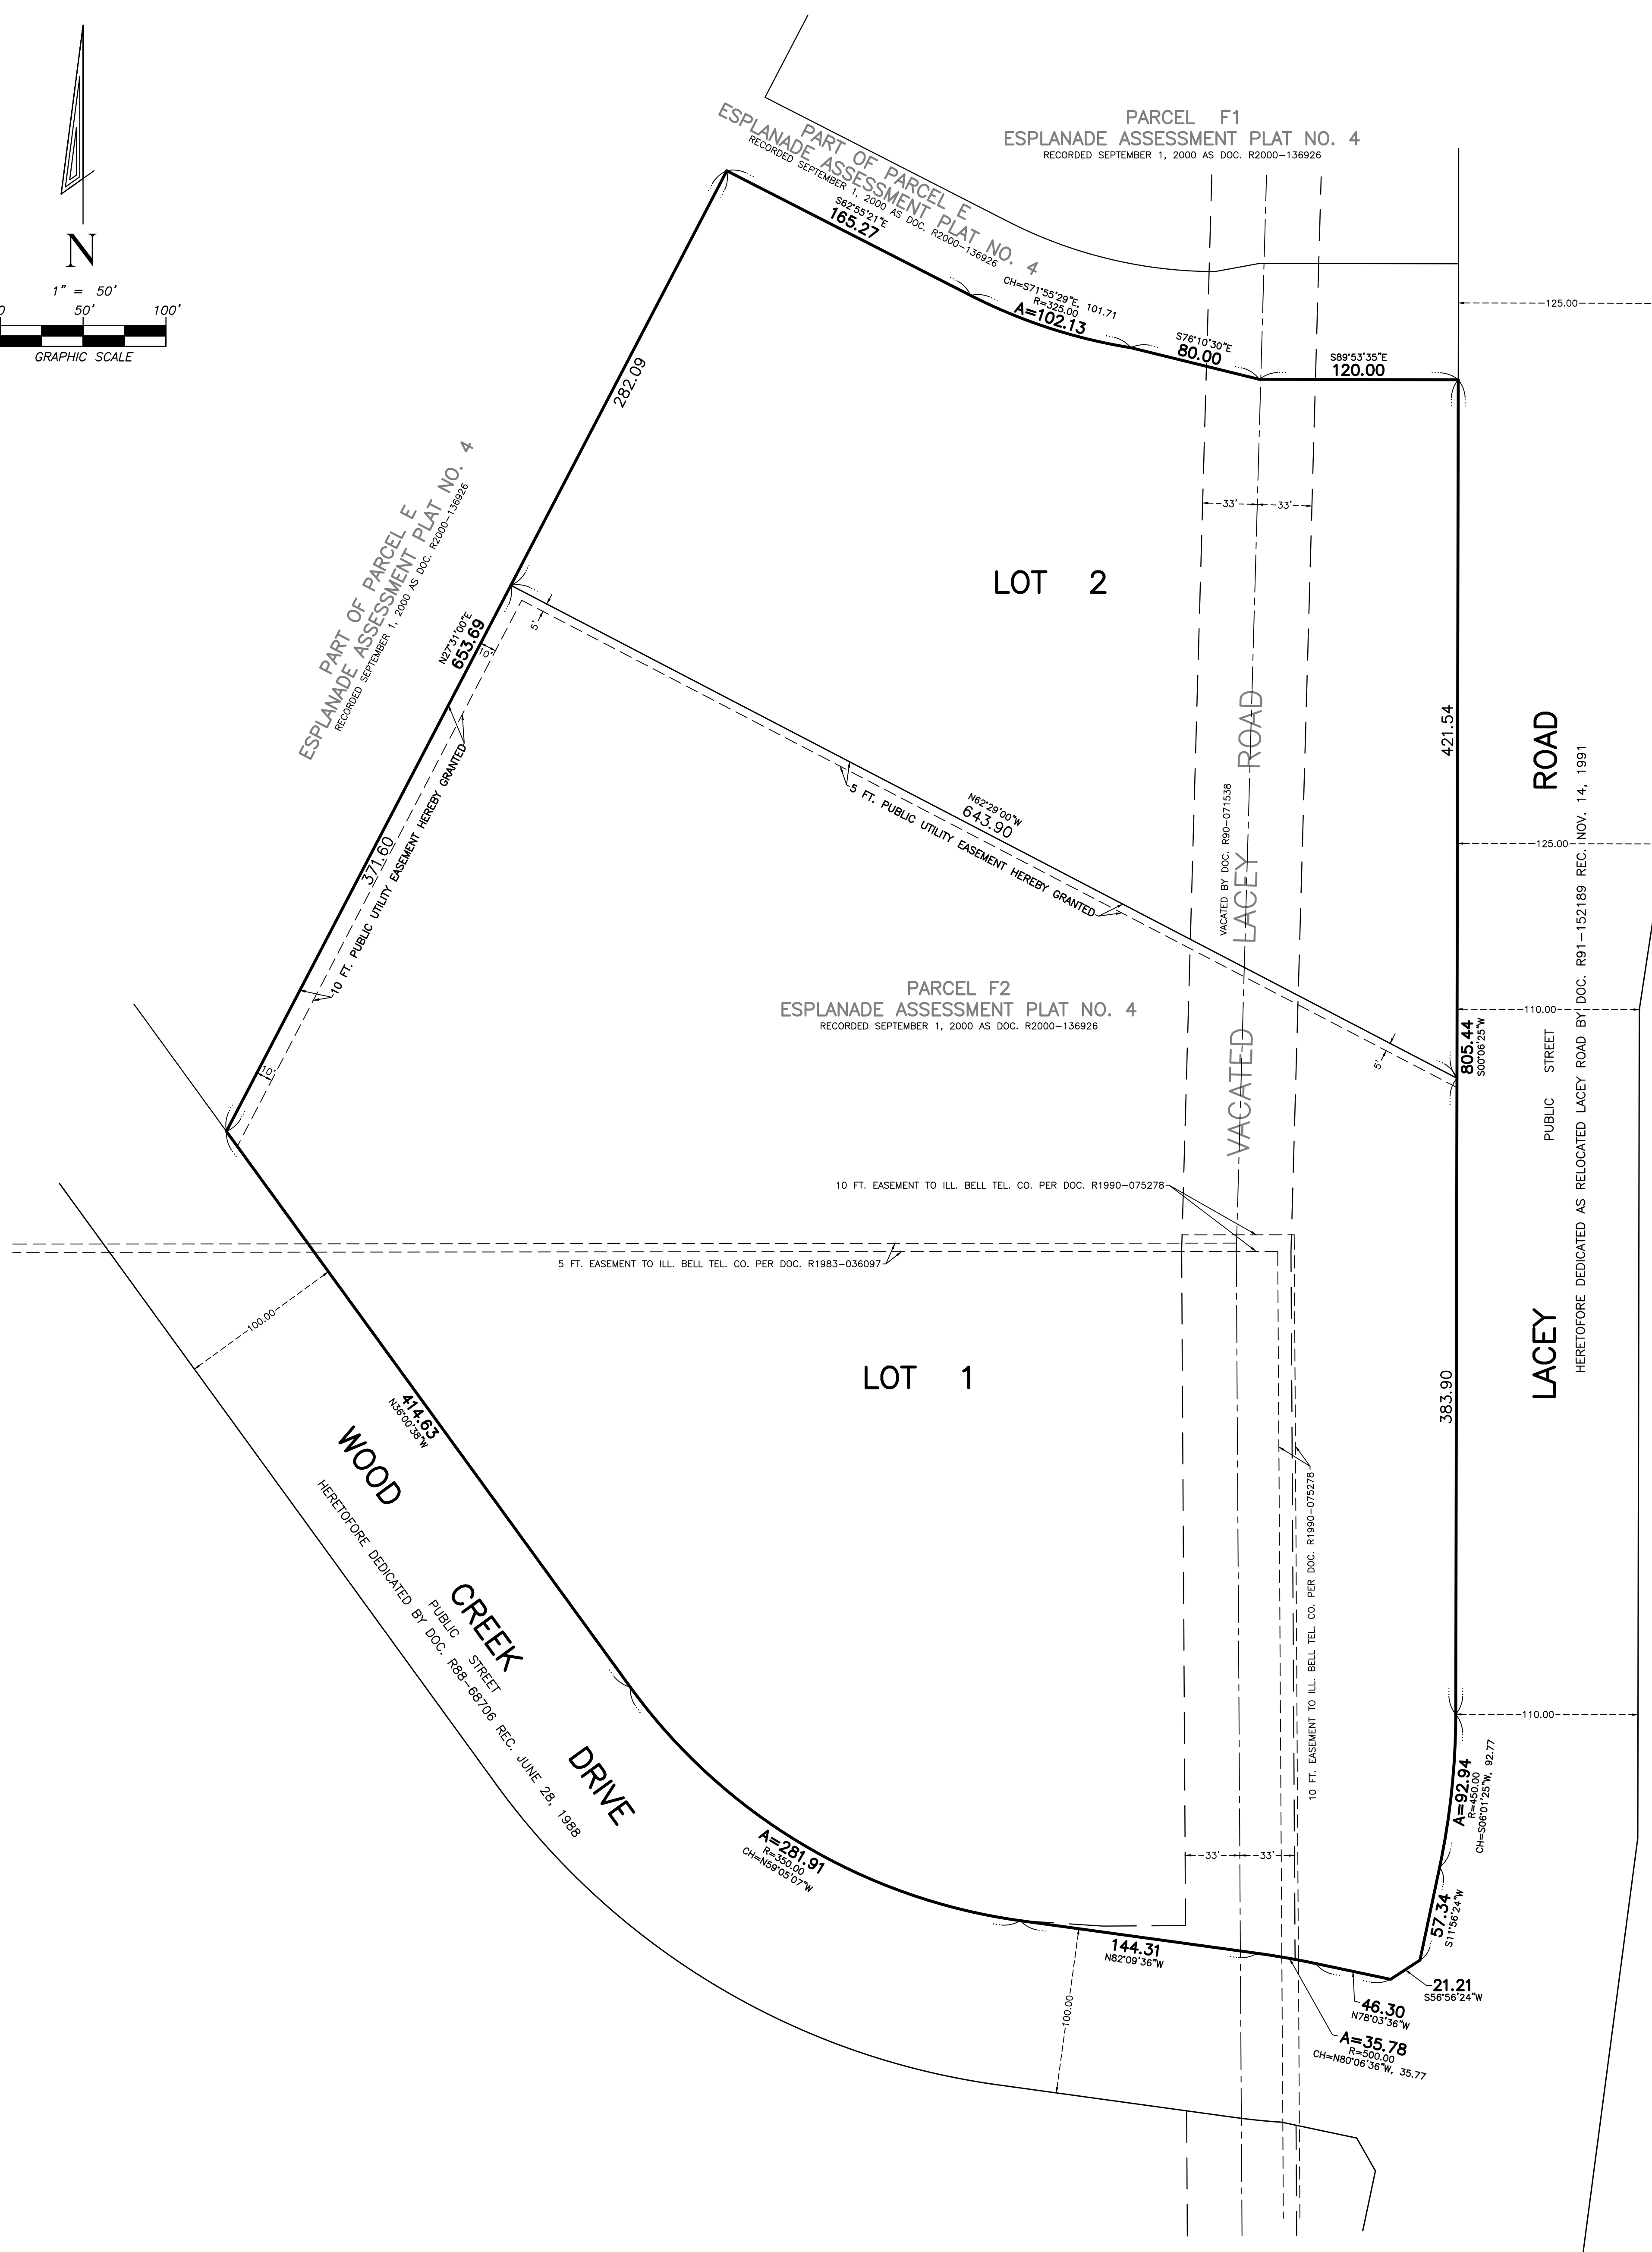 N
1" = 50'
0 50' 100'
GRAPHIC SCALE
PARCEL F1
ESPLANADE ASSESSMENT PLAT NO. 4
RECORDED SEPTEMBER 1, 2000 AS DOC. R2000-136926
PART OF PARCEL E
ESPLANADE ASSESSMENT PLAT NO. 4
RECORDED SEPTEMBER 1, 2000 AS DOC. R2000-136926
S62°55'21"E
165.27
CH=S71°55'29"E, 101.71
R=325.00
A=102.13
S76°10'30"E
80.00
S89°53'35"E
120.00
125.00
282.09
PART OF PARCEL E
ESPLANADE ASSESSMENT PLAT NO. 4
RECORDED SEPTEMBER 1, 2000 AS DOC. R2000-136926
33' 33'
LOT 2
N27°31'00"E
653.69
10'
5'
421.54
VACATED LACEY ROAD
VACATED BY DOC. R90-071538
N62°29'00"W
643.90
5 FT. PUBLIC UTILITY EASEMENT HEREBY GRANTED
371.60
10 FT. PUBLIC UTILITY EASEMENT HEREBY GRANTED
125.00
LACEY ROAD
PUBLIC STREET
HERETOFORE DEDICATED AS RELOCATED LACEY ROAD BY DOC. R91-152189 REC. NOV. 14, 1991
PARCEL F2
ESPLANADE ASSESSMENT PLAT NO. 4
RECORDED SEPTEMBER 1, 2000 AS DOC. R2000-136926
110.00
805.44
S00°06'25"W
5'
10'
10 FT. EASEMENT TO ILL. BELL TEL. CO. PER DOC. R1990-075278
5 FT. EASEMENT TO ILL. BELL TEL. CO. PER DOC. R1983-036097
100.00
LOT 1
383.90
414.63
N36°00'38"W
WOOD CREEK DRIVE
PUBLIC STREET
HERETOFORE DEDICATED BY DOC. R88-68706 REC. JUNE 28, 1988
10 FT. EASEMENT TO ILL. BELL TEL. CO. PER DOC. R1990-075278
110.00
A=92.94
R=450.00
CH=S06°01'25"W, 92.77
A=281.91
R=350.00
CH=N59°05'07"W
33' 33'
57.34
S11°56'24"W
144.31
N82°09'36"W
21.21
S56°56'24"W
46.30
N78°03'36"W
100.00
A=35.78
R=500.00
CH=N80°06'36"W, 35.77